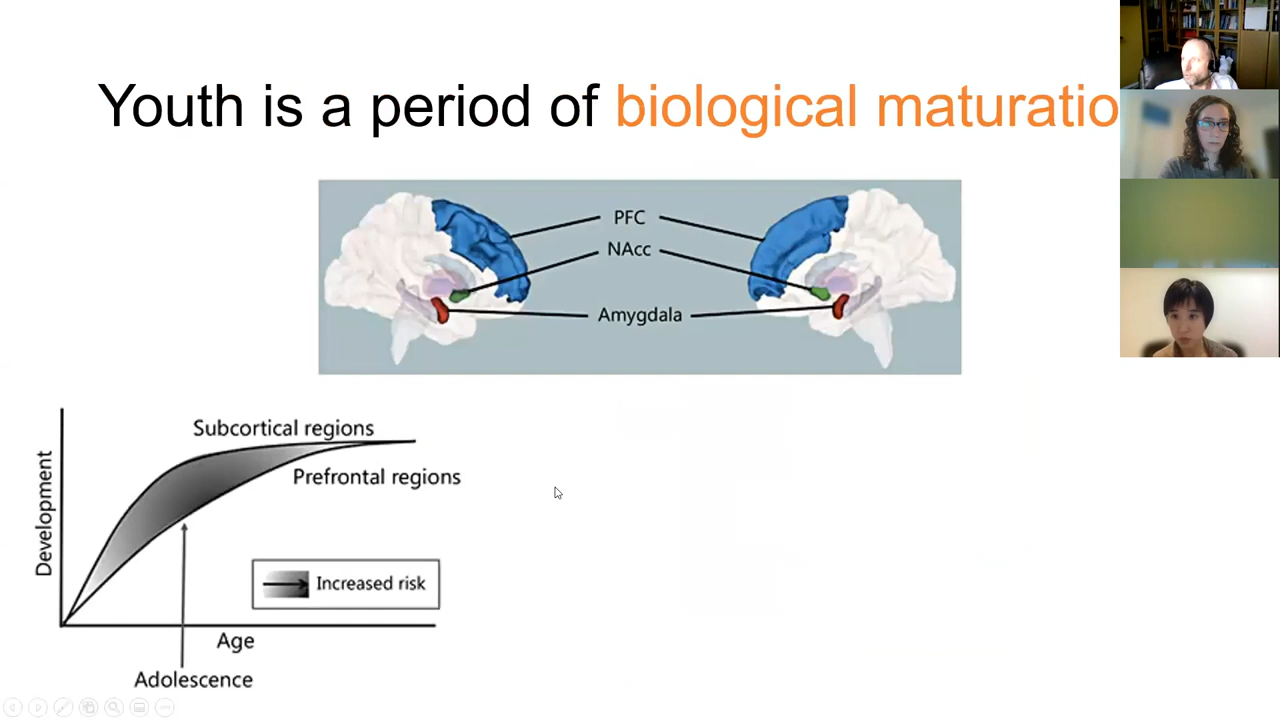 Youth is a period of biological maturatio
PFC
NAcc
Amygdala
Subcortical regions
Prefrontal regions
Development
Increased risk
Age
Adolescence